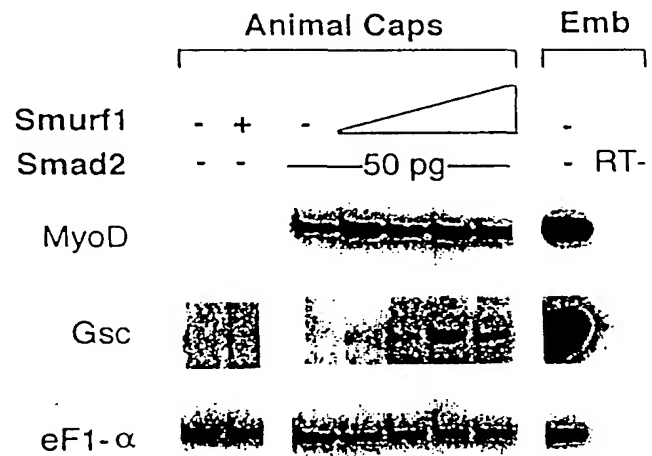 Animal Caps Emb
Smurf1 - + - -
Smad2 - - 50 pg - RT-
MyoD
Gsc
eF1-α